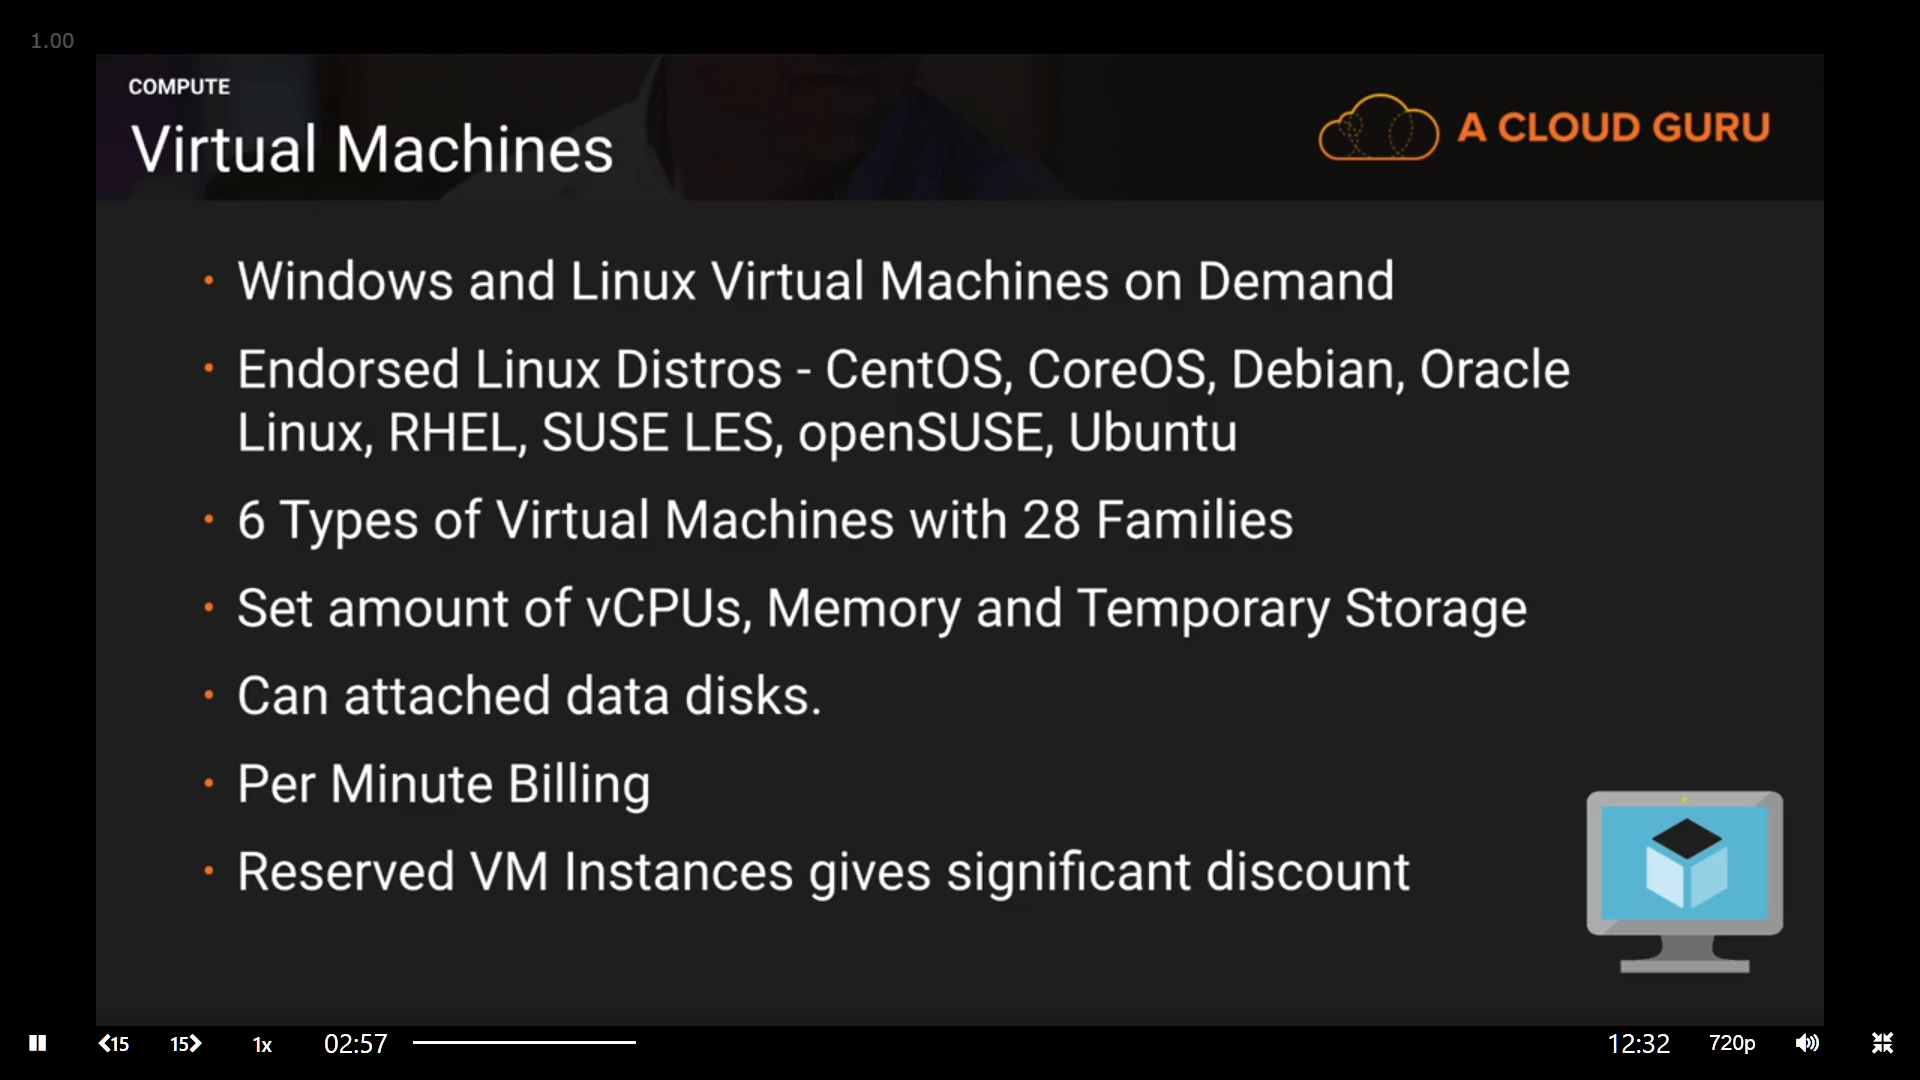 1.00
COMPUTE
Virtual Machines
A CLOUD GURU
• Windows and Linux Virtual Machines on Demand
• Endorsed Linux Distros - CentOS, CoreOS, Debian, Oracle
Linux, RHEL, SUSE LES, openSUSE, Ubuntu
• 6 Types of Virtual Machines with 28 Families
• Set amount of vCPUs, Memory and Temporary Storage
• Can attached data disks.
• Per Minute Billing
• Reserved VM Instances gives significant discount
15 15 1x 02:57 12:32 720p